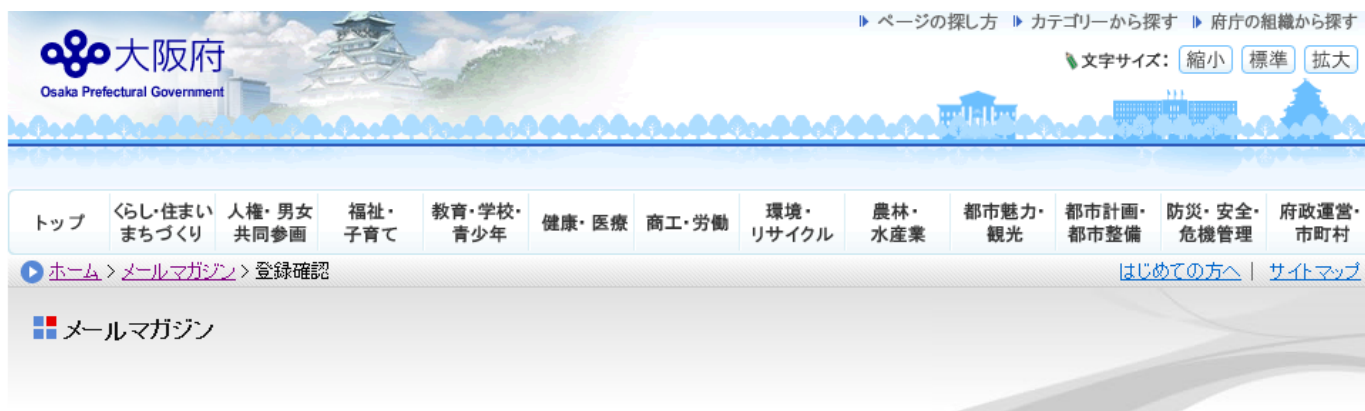 ページの探し方 カテゴリーから探す 府庁の組織から探す
大阪府
Osaka Prefectural Government
文字サイズ: 縮小 標準 拡大
トップ
くらし・住まい
まちづくり
人権・男女
共同参画
福祉・
子育て
教育・学校・
青少年
健康・医療
商工・労働
環境・
リサイクル
農林・
水産業
都市魅力・
観光
都市計画・
都市整備
防災・安全・
危機管理
府政運営・
市町村
ホーム > メールマガジン > 登録確認
はじめての方へ | サイトマップ
メールマガジン